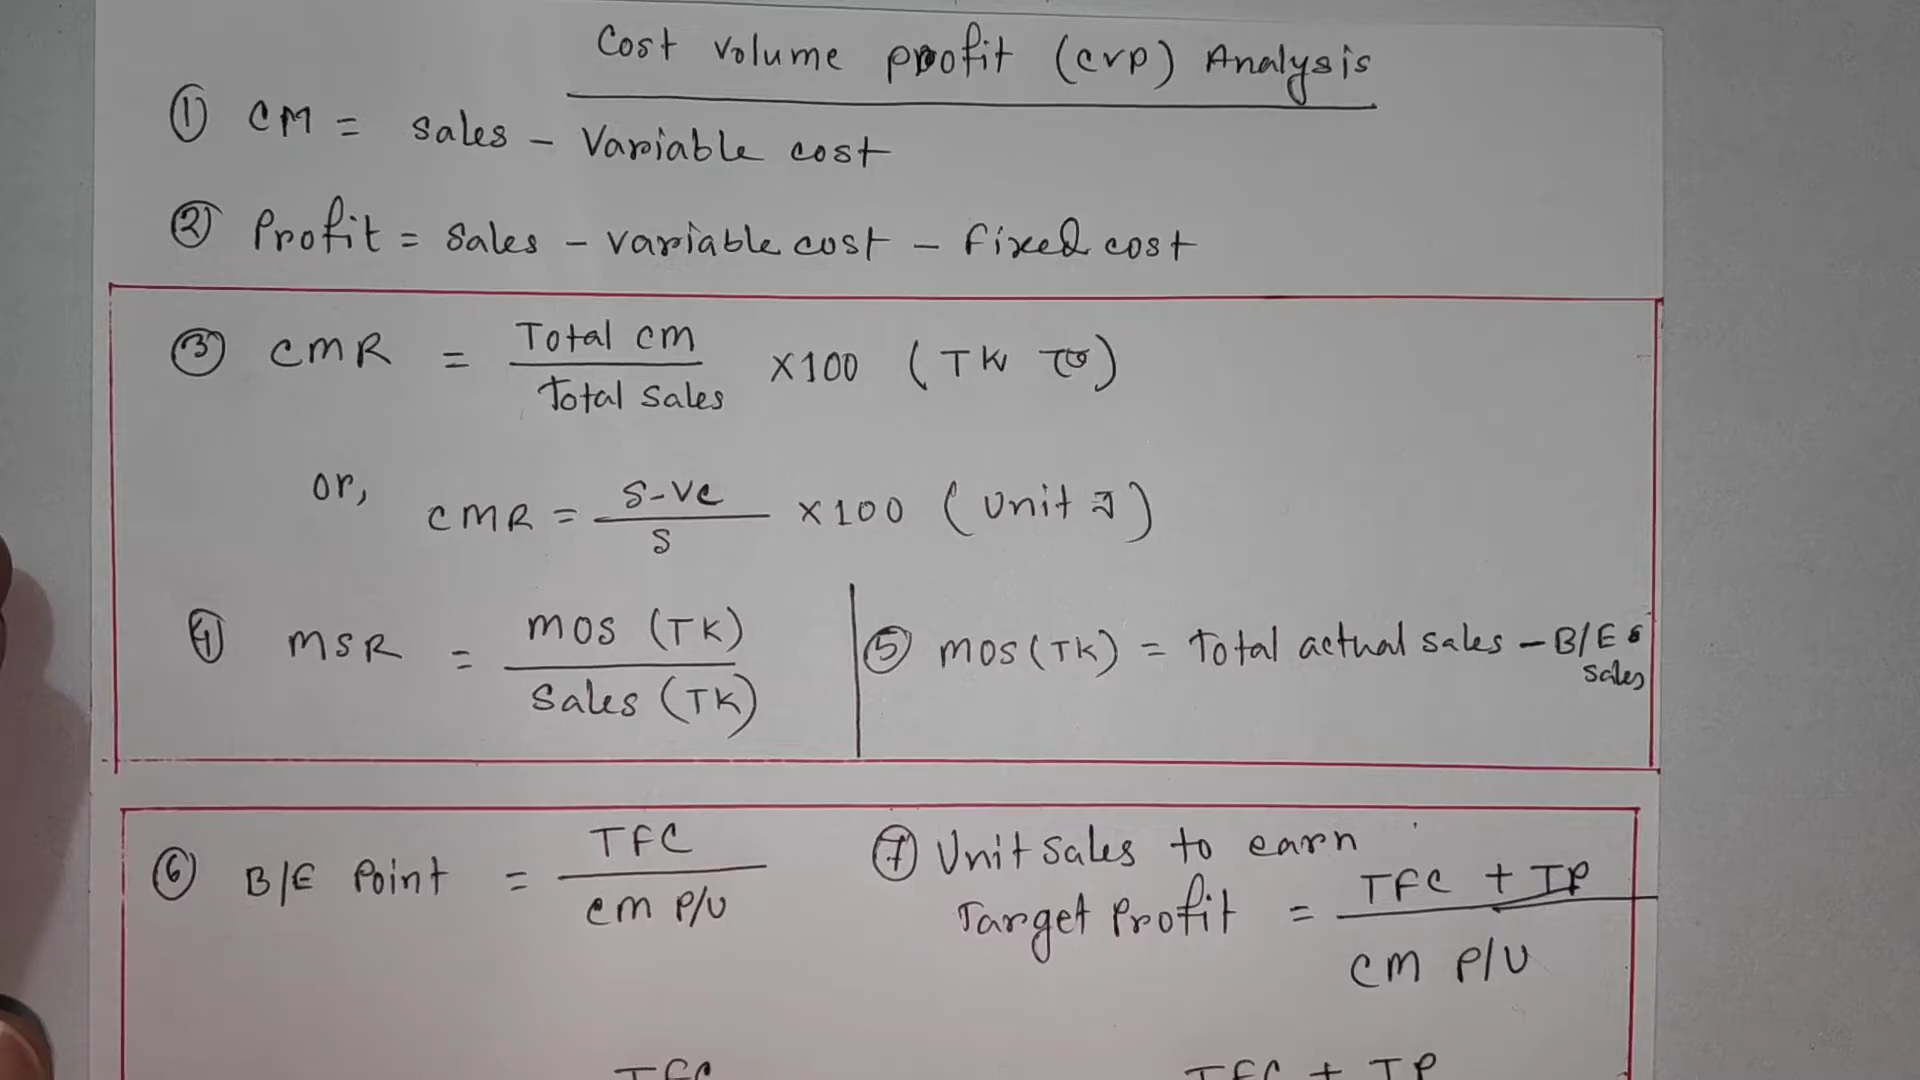 Cost volume profit (CVP) Analysis
① CM = Sales - Variable cost
② Profit = Sales - variable cost - Fixed cost
③ CMR = Total CM / Total Sales X100 (TK তে)
or, CMR = S-VC / S X100 (Unit এ)
④ MSR = MOS (TK) / Sales (TK)
⑤ MOS (TK) = Total actual sales - B/E
sales
⑥ B/E Point = TFC / CM P/U
⑦ Unit Sales to earn
Target Profit = TFC + TP / CM P/U
TFC
TFC + TP